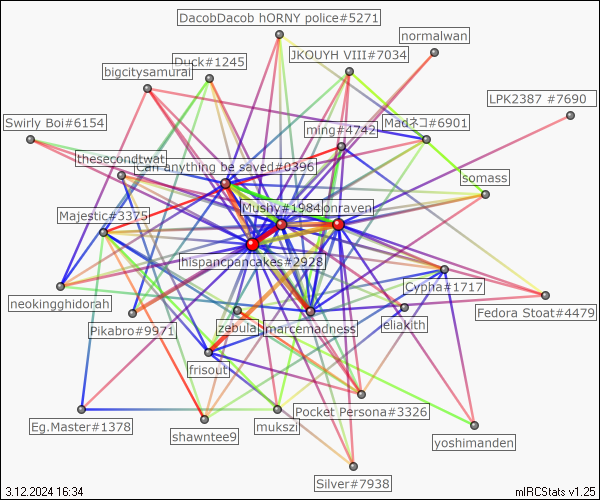 DacobDacob hORNY police#5271
normalwan
JKOUYH VIII#7034
Duck#1245
bigcitysamurai
LPK2387 #7690
Swirly Boi#6154
Madネコ#6901
ming#4742
thesecondtwat
Can anything be saved#0396
somass
Mushy#1984
onraven
Majestic#3375
hispancpancakes#2928
Cypha#1717
neokingghidorah
Fedora Stoat#4479
Pikabro#9971
zebula
marcemadness
eliakith
frisout
Pocket Persona#3326
Eg.Master#1378
mukszi
shawntee9
yoshimanden
Silver#7938
3.12.2024 16:34
mIRCStats v1.25